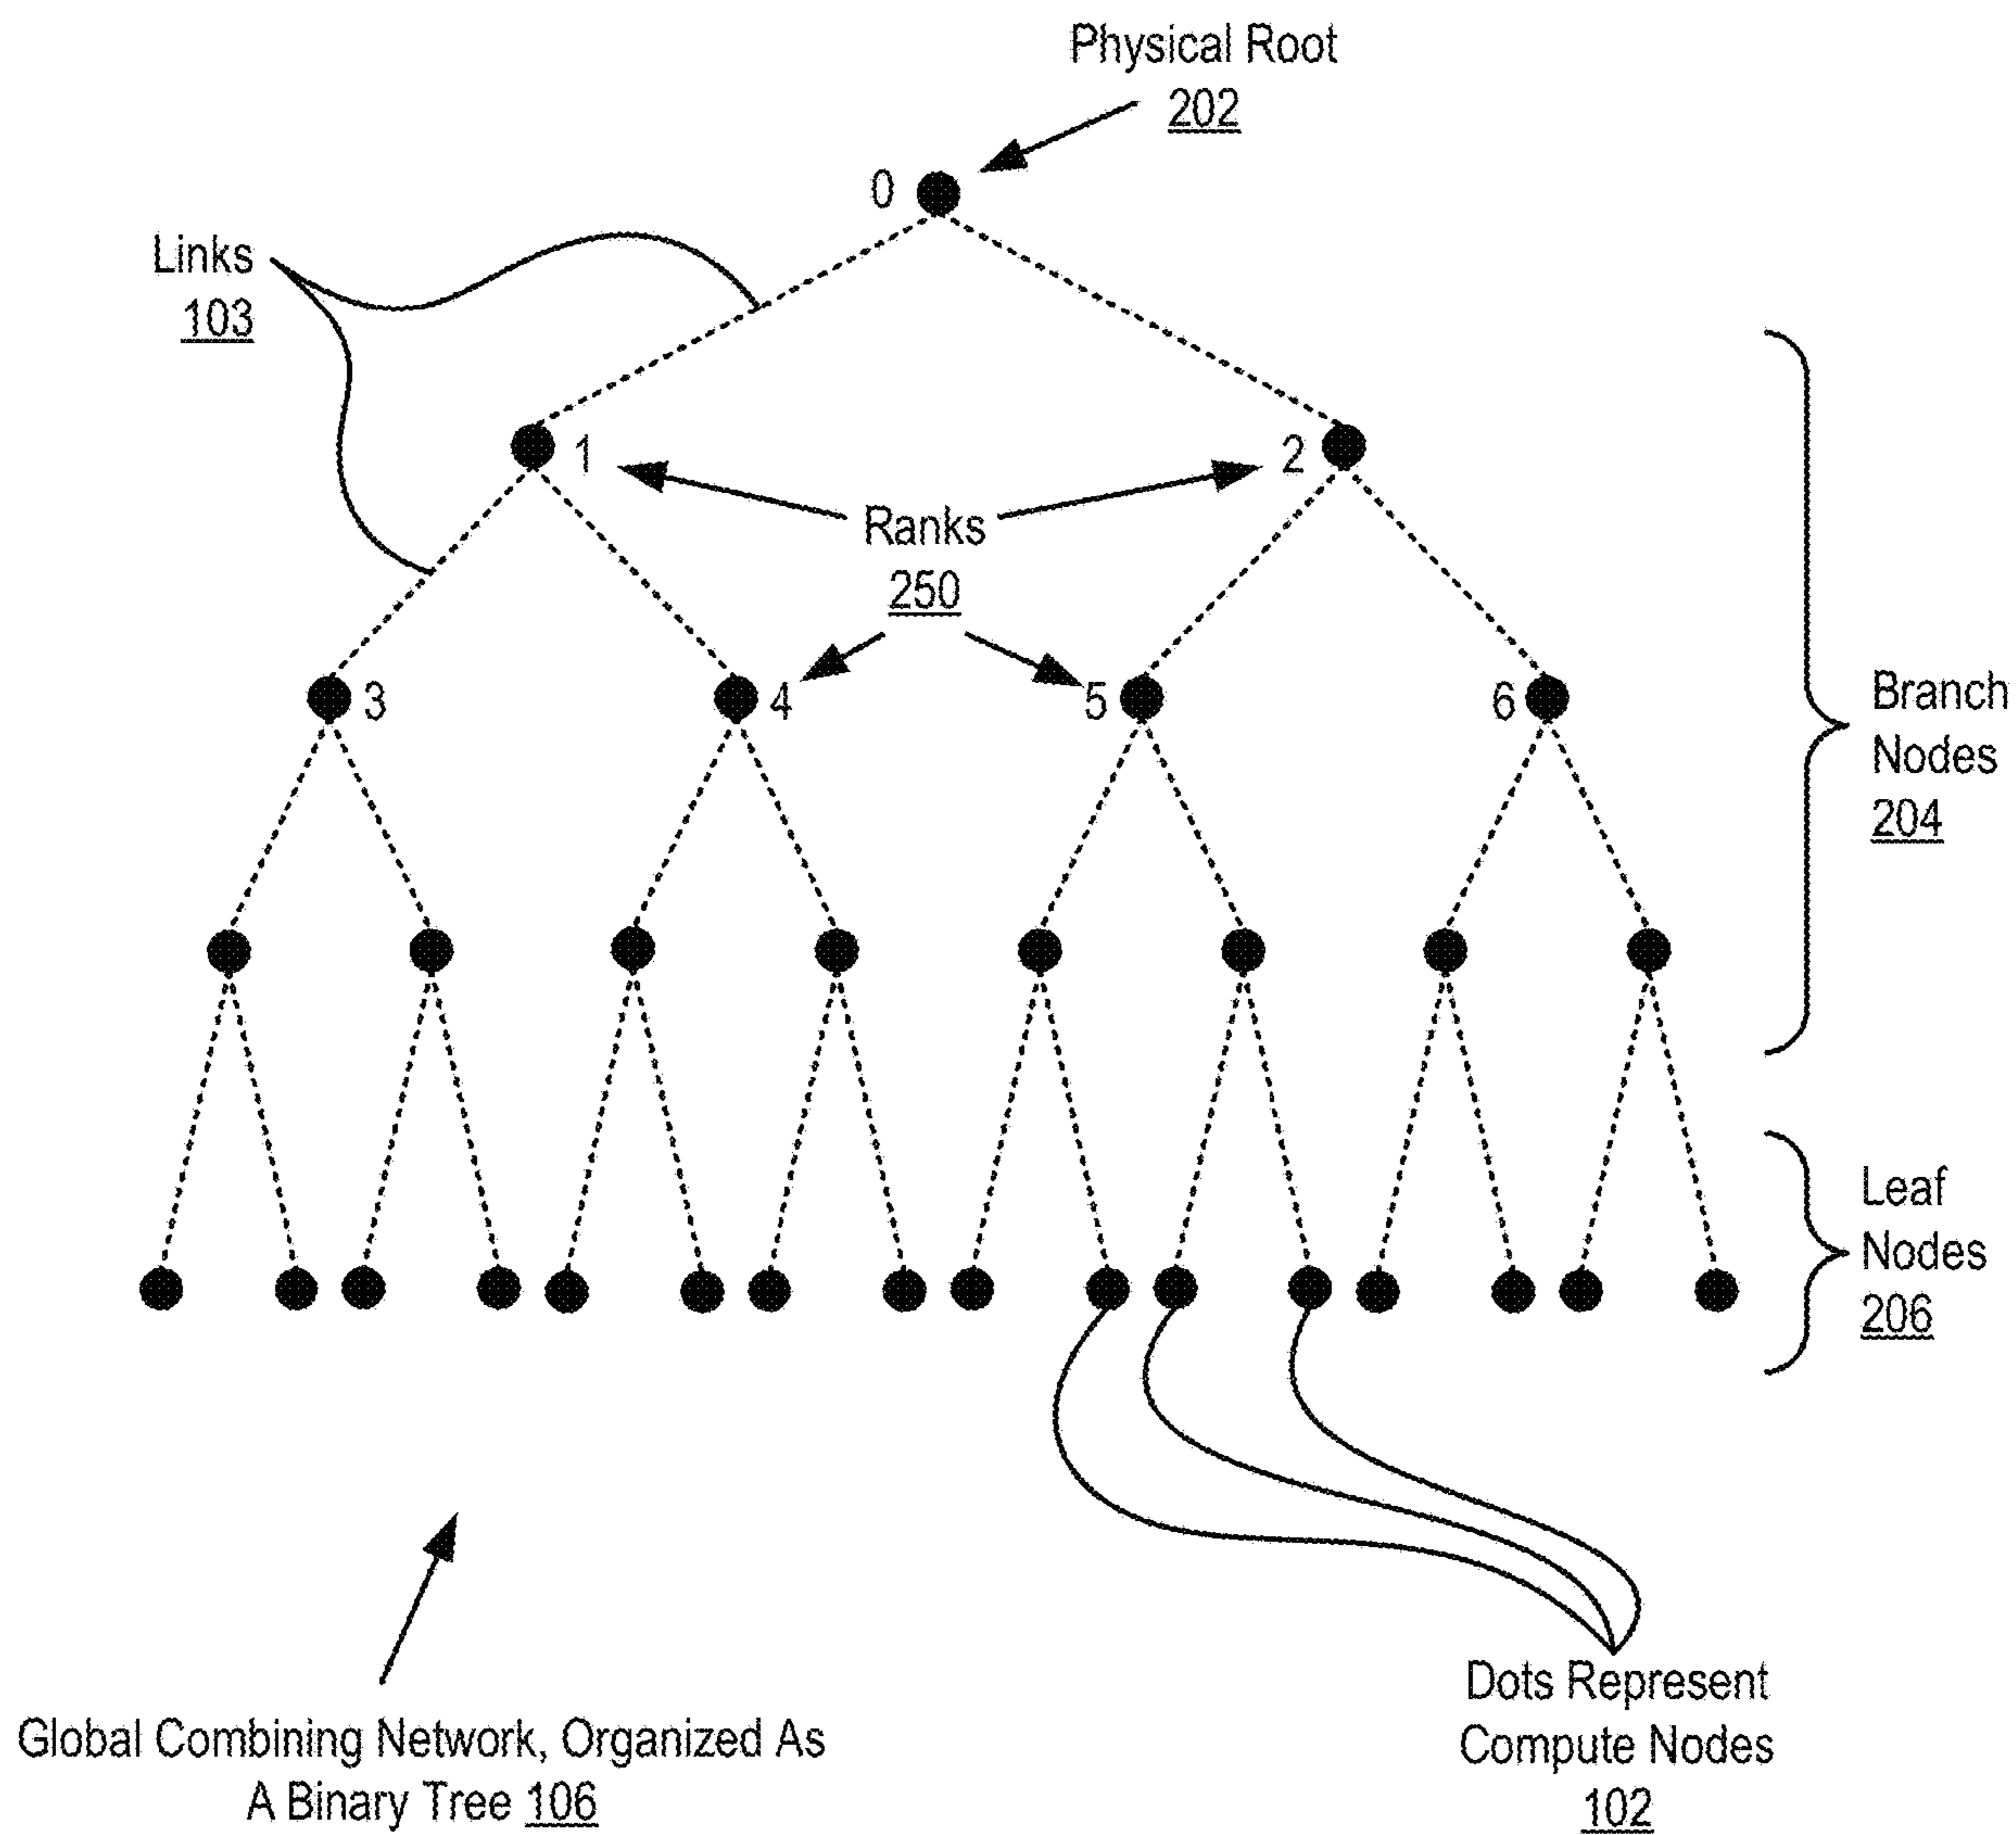 Physical Root
202
0
Links
103
1
2
Ranks
250
3
4
5
6
Branch
Nodes
204
Leaf
Nodes
206
Dots Represent
Compute Nodes
102
Global Combining Network, Organized As
A Binary Tree 106